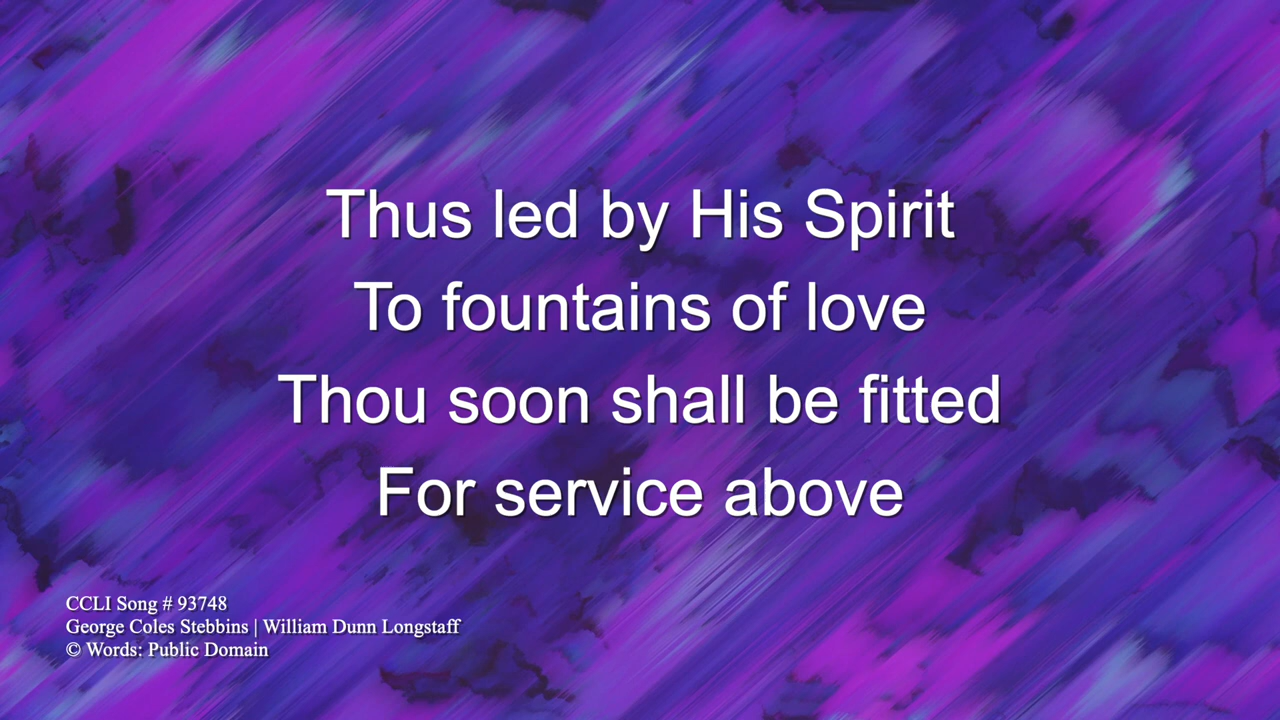 Thus led by His Spirit
To fountains of love
Thou soon shall be fitted
For service above
CCLI Song # 93748
George Coles Stebbins | William Dunn Longstaff
© Words: Public Domain